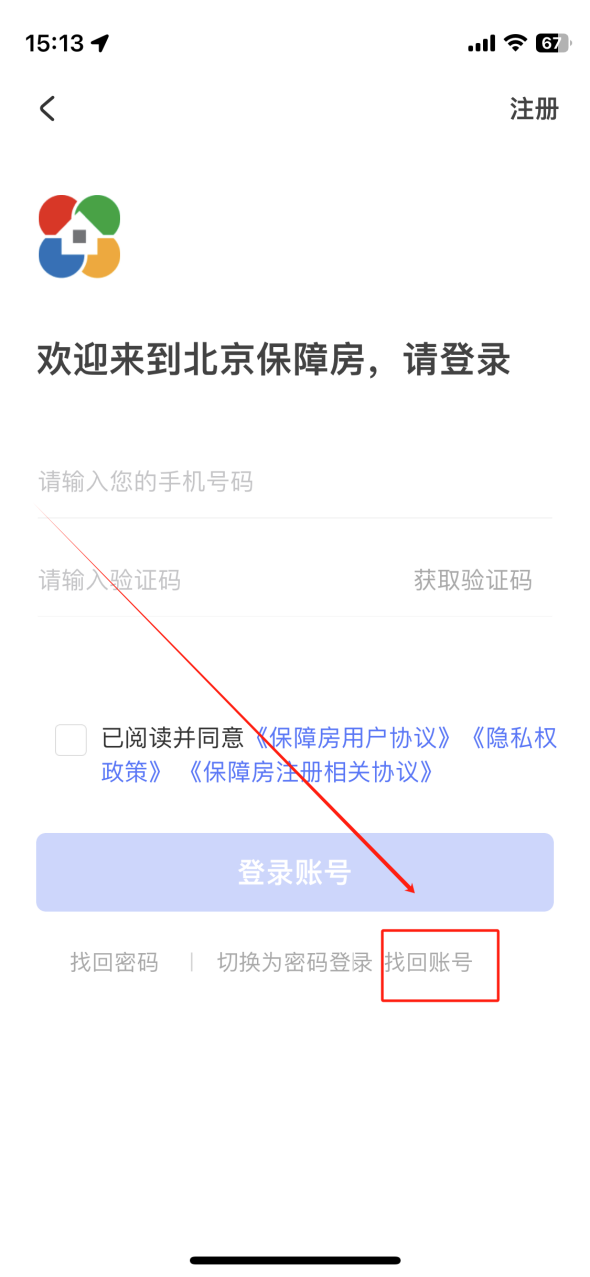 15:13
67
注册
欢迎来到北京保障房，请登录
请输入您的手机号码
请输入验证码 获取验证码
已阅读并同意《保障房用户协议》《隐私权
政策》《保障房注册相关协议》
登录账号
找回密码 | 切换为密码登录 找回账号